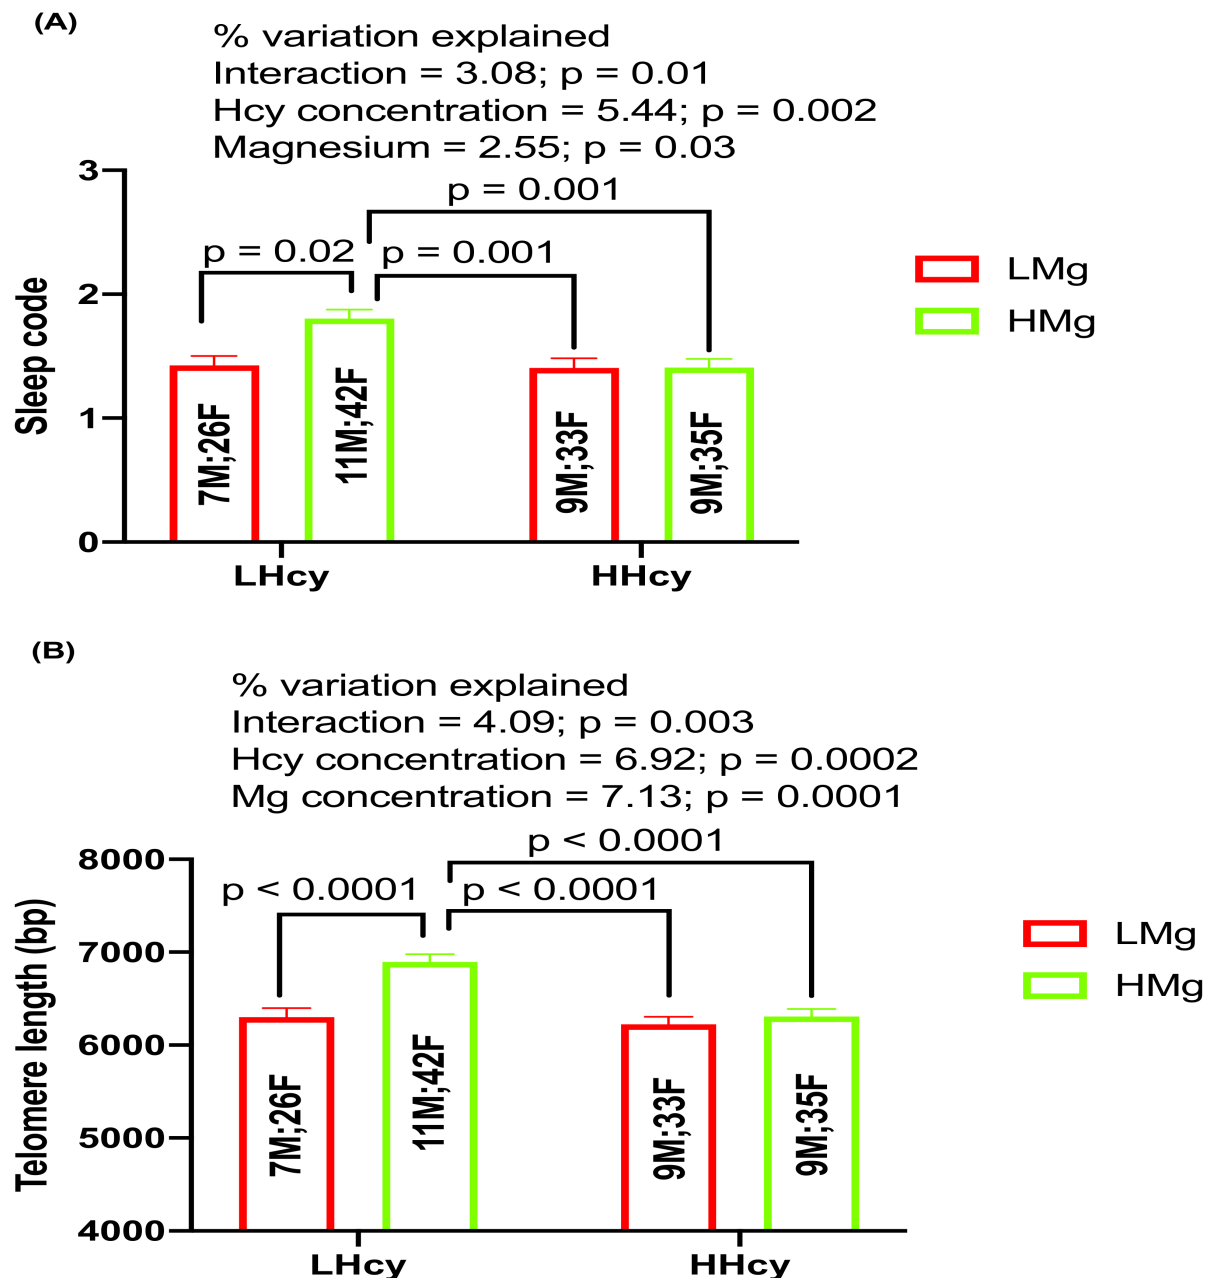 (A)
% variation explained
Interaction = 3.08; p = 0.01
Hcy concentration = 5.44; p = 0.002
Magnesium = 2.55; p = 0.03
p = 0.001
p = 0.02
p = 0.001
3
2
1
0
Sleep code
7M;26F
11M;42F
9M;33F
9M;35F
LHcy
HHcy
LMg
HMg
(B)
% variation explained
Interaction = 4.09; p = 0.003
Hcy concentration = 6.92; p = 0.0002
Mg concentration = 7.13; p = 0.0001
p < 0.0001
p < 0.0001
p < 0.0001
8000
7000
6000
5000
4000
Telomere length (bp)
7M;26F
11M;42F
9M;33F
9M;35F
LHcy
HHcy
LMg
HMg